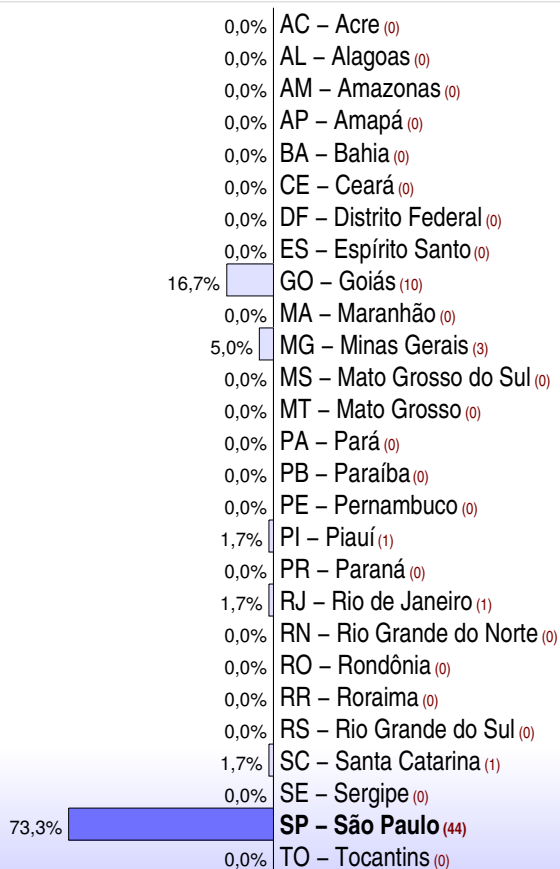 0,0% AC – Acre (0)
0,0% AL – Alagoas (0)
0,0% AM – Amazonas (0)
0,0% AP – Amapá (0)
0,0% BA – Bahia (0)
0,0% CE – Ceará (0)
0,0% DF – Distrito Federal (0)
0,0% ES – Espírito Santo (0)
16,7% GO – Goiás (10)
0,0% MA – Maranhão (0)
5,0% MG – Minas Gerais (3)
0,0% MS – Mato Grosso do Sul (0)
0,0% MT – Mato Grosso (0)
0,0% PA – Pará (0)
0,0% PB – Paraíba (0)
0,0% PE – Pernambuco (0)
1,7% PI – Piauí (1)
0,0% PR – Paraná (0)
1,7% RJ – Rio de Janeiro (1)
0,0% RN – Rio Grande do Norte (0)
0,0% RO – Rondônia (0)
0,0% RR – Roraima (0)
0,0% RS – Rio Grande do Sul (0)
1,7% SC – Santa Catarina (1)
0,0% SE – Sergipe (0)
73,3% SP – São Paulo (44)
0,0% TO – Tocantins (0)